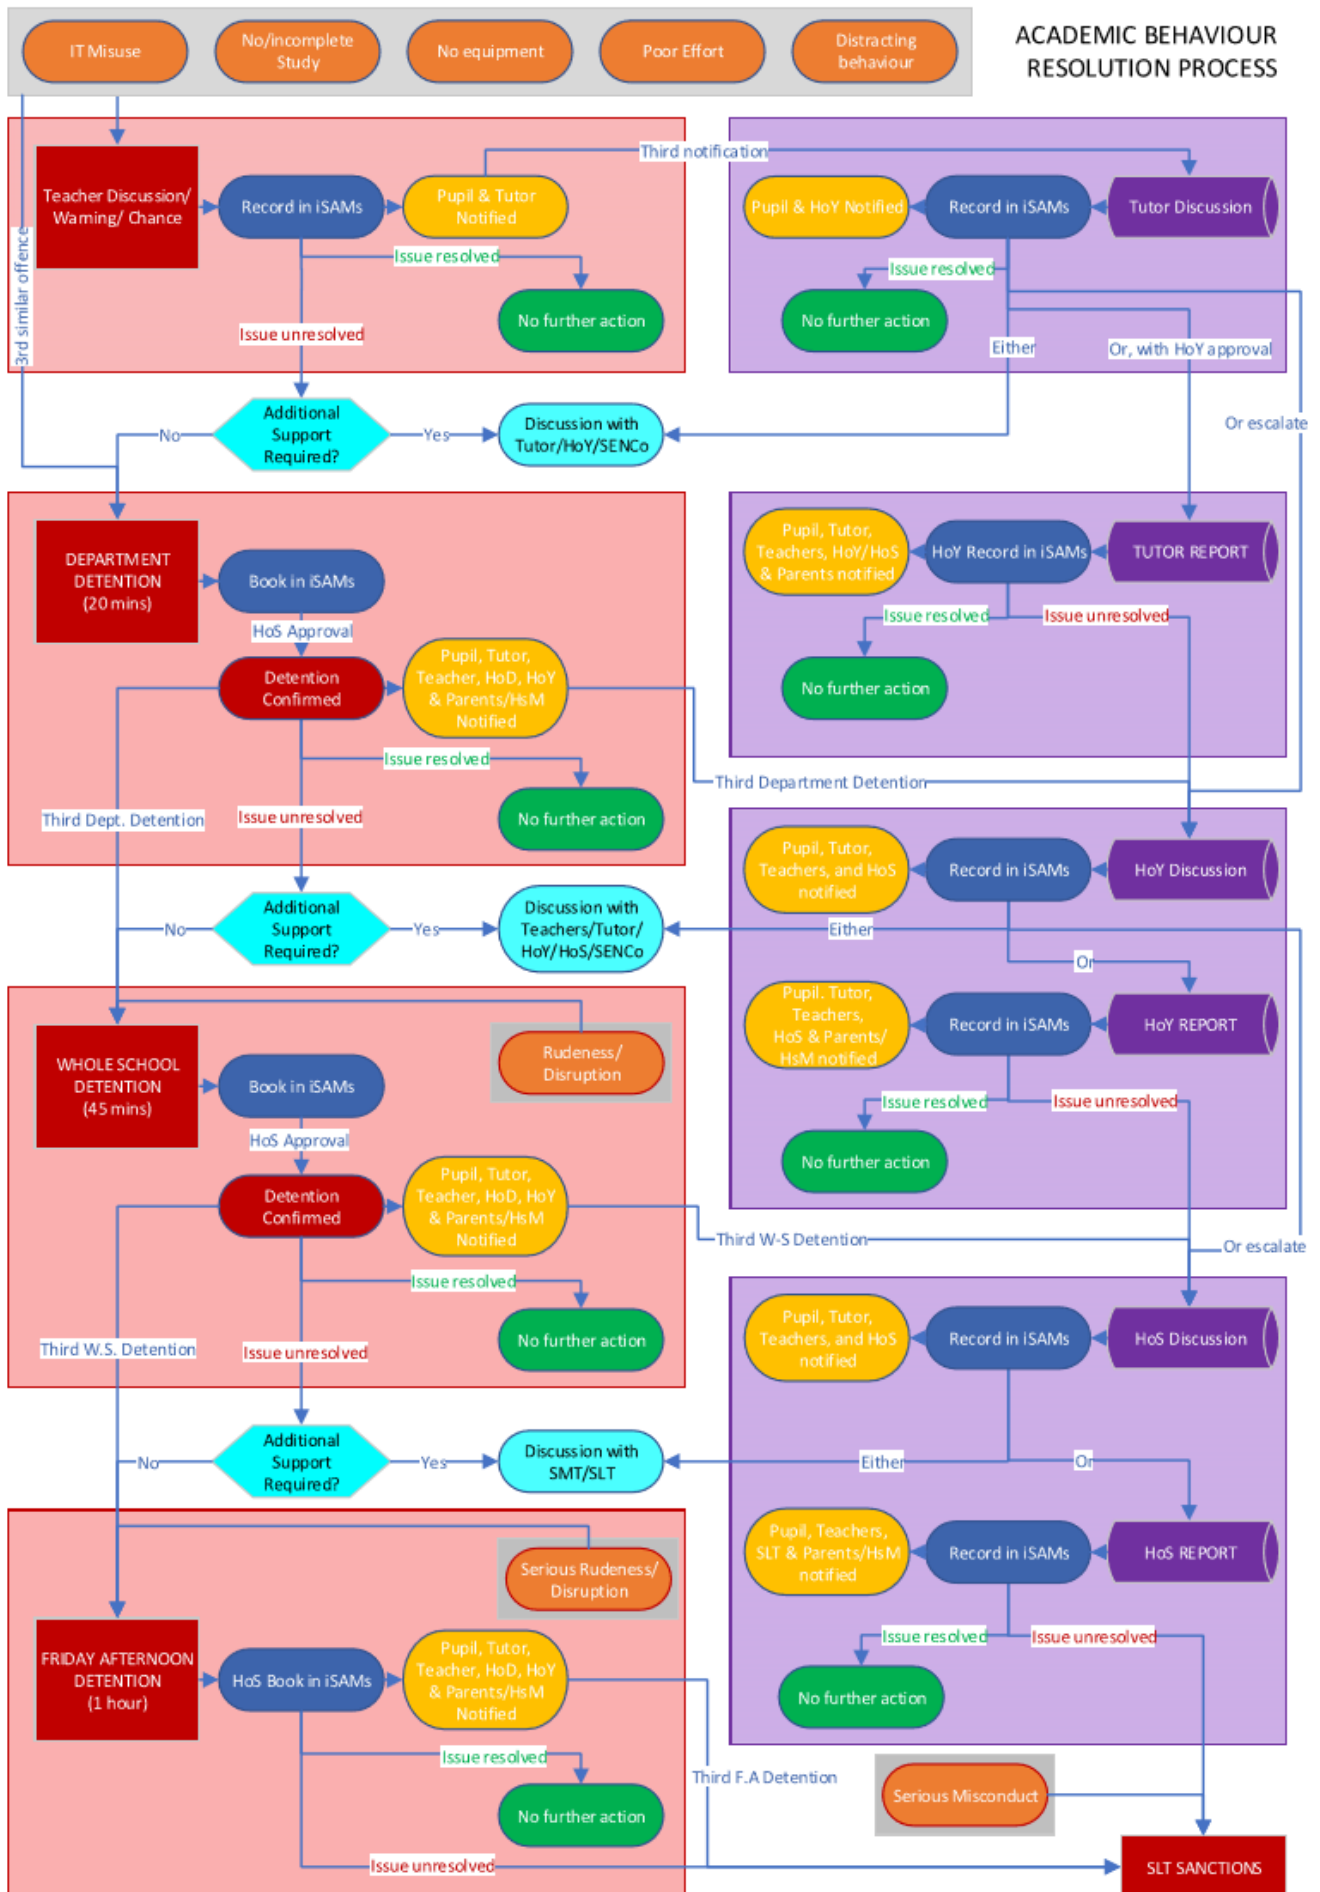 IT Misuse
No/incomplete
Study
No equipment
Poor Effort
Distracting
behaviour
ACADEMIC BEHAVIOUR
RESOLUTION PROCESS
3rd similar offence
Teacher Discussion/
Warning/ Chance
Record in iSAMs
Pupil & Tutor
Notified
Third notification
Issue resolved
No further action
Issue unresolved
Pupil & HoY Notified
Record in iSAMs
Tutor Discussion
Issue resolved
No further action
Either
Or, with HoY approval
Or escalate
No
Additional
Support
Required?
Yes
Discussion with
Tutor/HoY/SENCo
DEPARTMENT
DETENTION
(20 mins)
Book in iSAMs
HoS Approval
Detention
Confirmed
Pupil, Tutor,
Teacher, HoD, HoY
& Parents/HsM
Notified
Issue resolved
No further action
Third Dept. Detention
Issue unresolved
Pupil, Tutor,
Teachers, HoY/HoS
& Parents notified
HoY Record in iSAMs
TUTOR REPORT
Issue resolved
Issue unresolved
No further action
Third Department Detention
No
Additional
Support
Required?
Yes
Discussion with
Teachers/Tutor/
HoY/HoS/SENCo
Pupil, Tutor,
Teachers, and HoS
notified
Record in iSAMs
HoY Discussion
Either
Or
Pupil. Tutor,
Teachers,
HoS & Parents/
HsM notified
Record in iSAMs
HoY REPORT
Issue resolved
Issue unresolved
No further action
WHOLE SCHOOL
DETENTION
(45 mins)
Book in iSAMs
Rudeness/
Disruption
HoS Approval
Detention
Confirmed
Pupil, Tutor,
Teacher, HoD, HoY
& Parents/HsM
Notified
Third W-S Detention
Or escalate
Issue resolved
No further action
Third W.S. Detention
Issue unresolved
Pupil, Tutor,
Teachers, and HoS
notified
Record in iSAMs
HoS Discussion
No
Additional
Support
Required?
Yes
Discussion with
SMT/SLT
Either
Or
Serious Rudeness/
Disruption
Pupil, Teachers,
SLT & Parents/HsM
notified
Record in iSAMs
HoS REPORT
Issue resolved
Issue unresolved
No further action
FRIDAY AFTERNOON
DETENTION
(1 hour)
HoS Book in iSAMs
Pupil, Tutor,
Teacher, HoD, HoY
& Parents/HsM
Notified
Issue resolved
No further action
Third F.A Detention
Serious Misconduct
Issue unresolved
SLT SANCTIONS